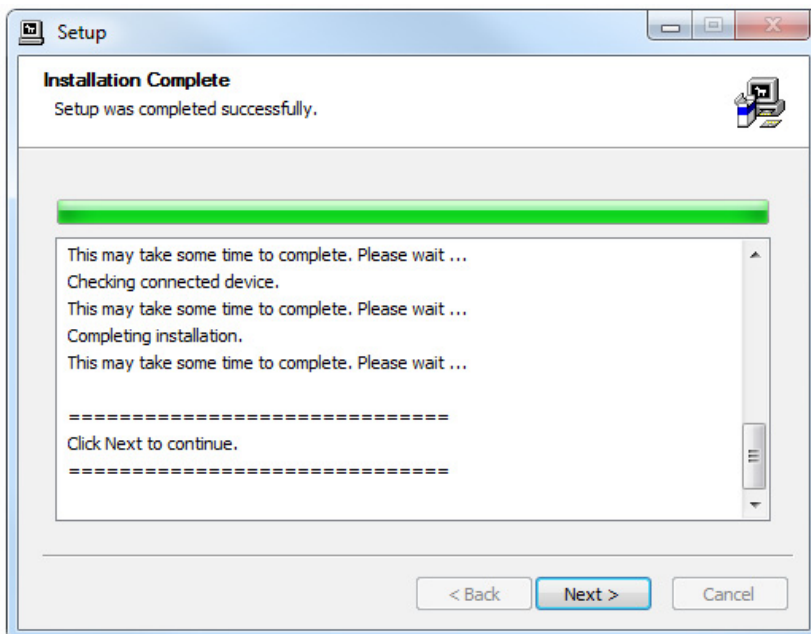 Setup
Installation Complete
Setup was completed successfully.
This may take some time to complete. Please wait ...
Checking connected device.
This may take some time to complete. Please wait ...
Completing installation.
This may take some time to complete. Please wait ...
==============================
Click Next to continue.
==============================
< Back Next > Cancel